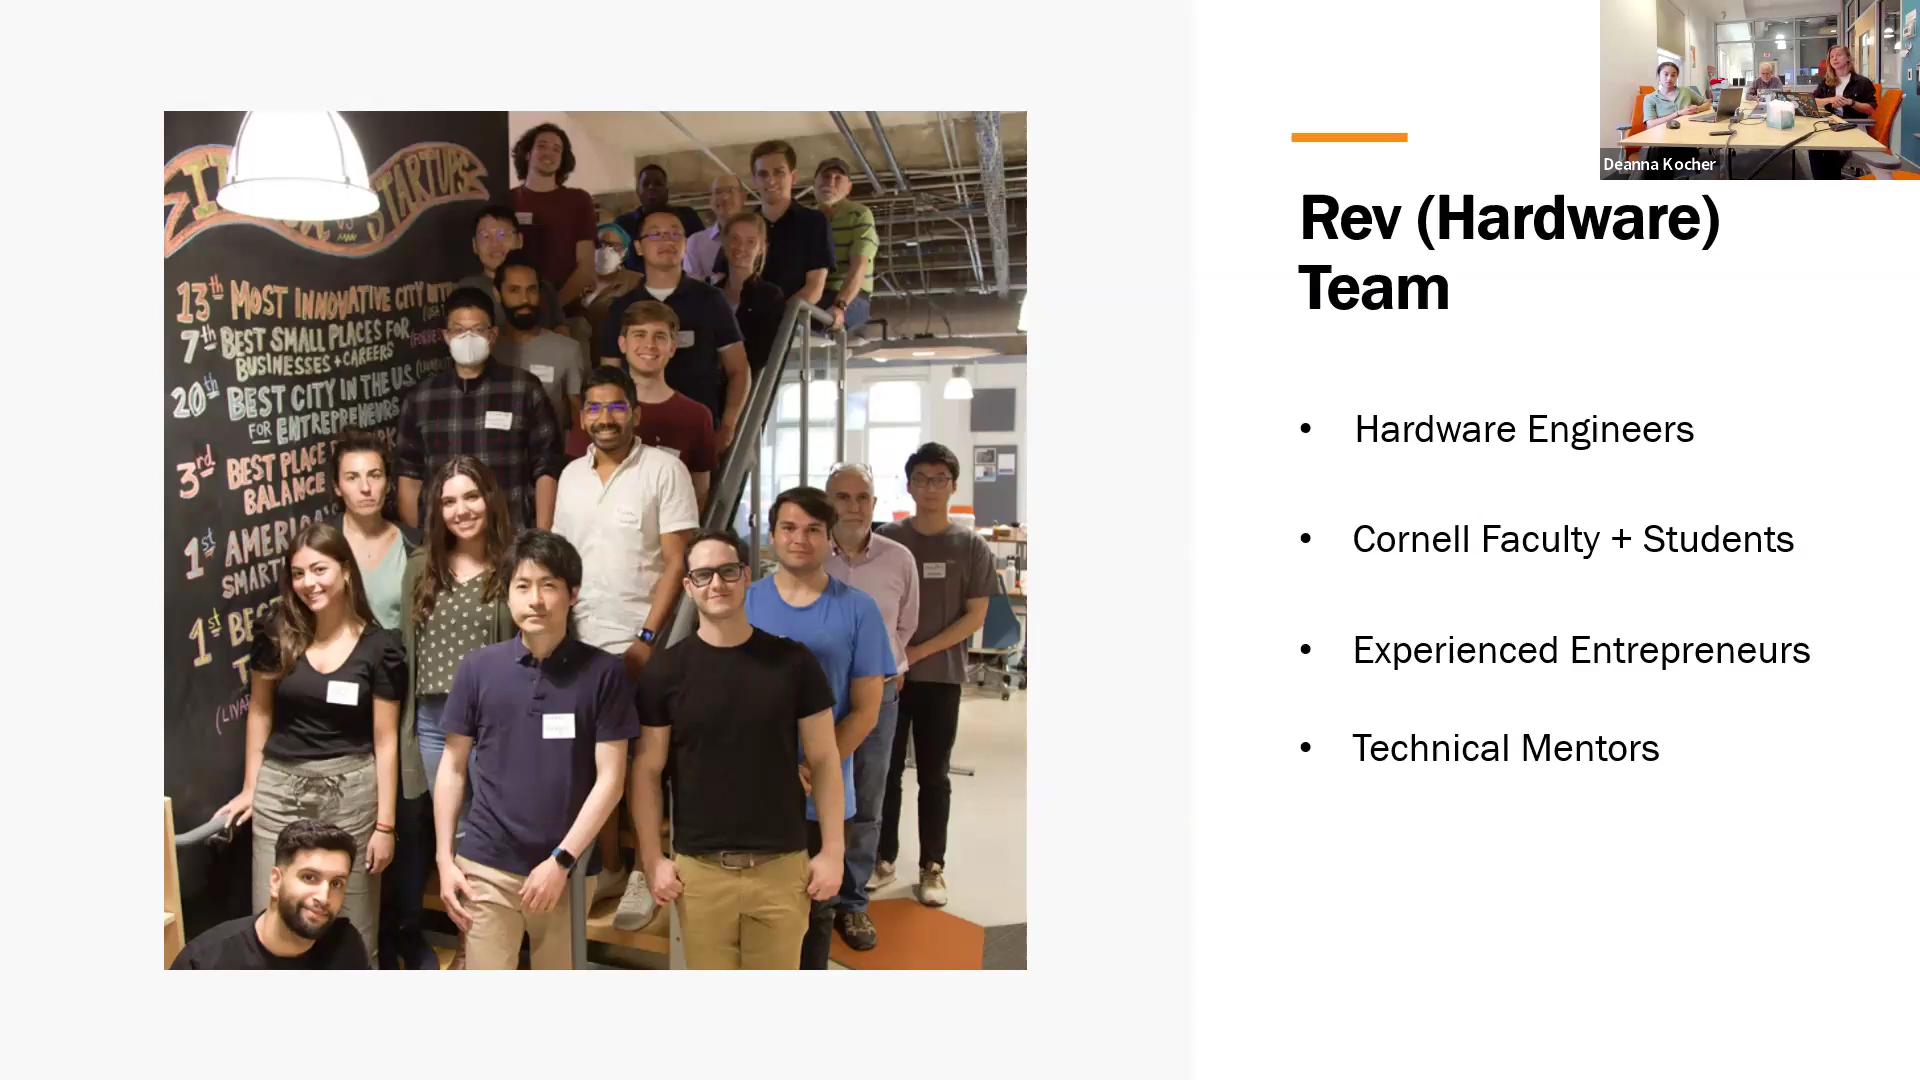 STARTUPS
13th MOST INNOVATIVE CITY
7th BEST SMALL PLACES FOR
BUSINESSES + CAREERS
20th BEST CITY IN THE US
FOR ENTREPRENEURS
3rd BEST PLACE
BALANCE
1st
1st
Deanna Kocher
Rev (Hardware)
Team
• Hardware Engineers
• Cornell Faculty + Students
• Experienced Entrepreneurs
• Technical Mentors